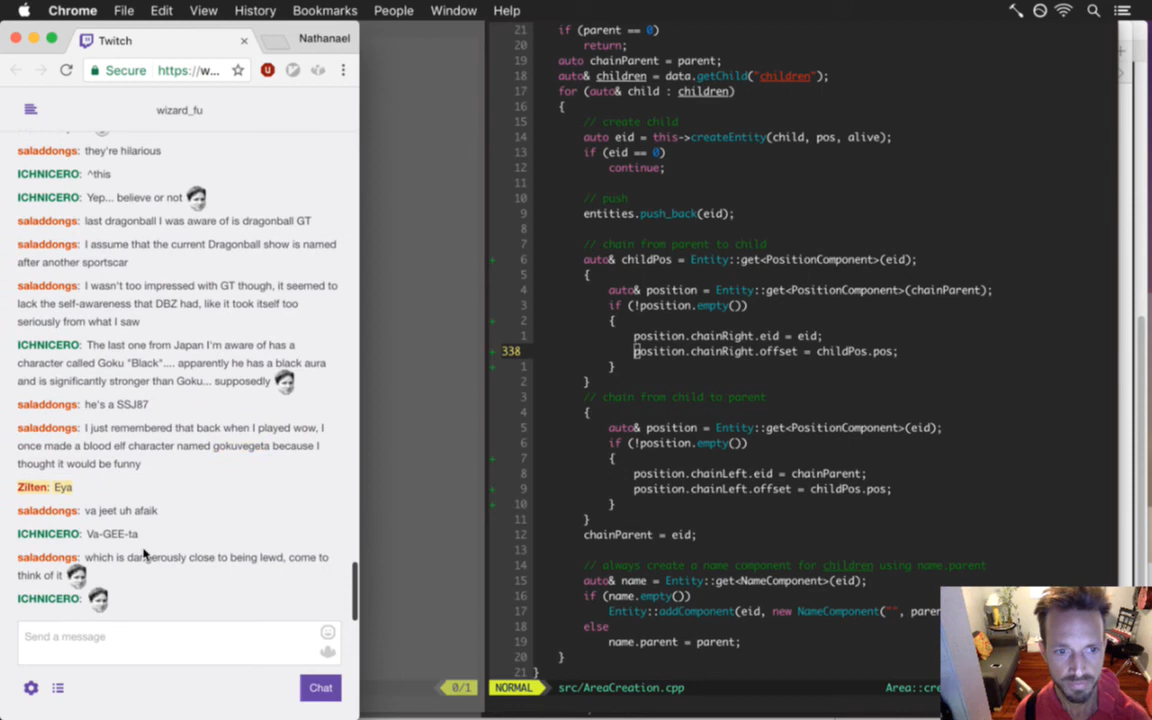 Chrome File Edit View History Bookmarks People Window Help
Twitch
Nathanael
Secure https://w...
wizard_fu
saladdongs: they're hilarious
ICHNICERO: ^this
ICHNICERO: Yep... believe or not
saladdongs: last dragonball I was aware of is dragonball GT
saladdongs: I assume that the current Dragonball show is named
after another sportscar
saladdongs: I wasn't too impressed with GT though, it seemed to
lack the self-awareness that DBZ had, like it took itself too
seriously from what I saw
ICHNICERO: The last one from Japan I'm aware of has a
character called Goku "Black".... apparently he has a black aura
and is significantly stronger than Goku... supposedly
saladdongs: he's a SSJ87
saladdongs: I just remembered that back when I played wow, I
once made a blood elf character named gokuvegeta because I
thought it would be funny
Zilten: Eya
saladdongs: va jeet uh afaik
ICHNICERO: Va-GEE-ta
saladdongs: which is dangerously close to being lewd, come to
think of it
ICHNICERO:
Send a message
Chat
21 if (parent == 0)
20 return;
19 auto chainParent = parent;
18 auto& children = data.getChild("children");
17 for (auto& child : children)
16 {
15 // create child
14 auto eid = this->createEntity(child, pos, alive);
13 if (eid == 0)
12 continue;
11
10 // push
9 entities.push_back(eid);
8
7 // chain from parent to child
+ 6 auto& childPos = Entity::get<PositionComponent>(eid);
5 {
4 auto& position = Entity::get<PositionComponent>(chainParent);
3 if (!position.empty())
+ 2 {
1 position.chainRight.eid = eid;
+ 338 position.chainRight.offset = childPos.pos;
+ 1 }
2 }
3 // chain from child to parent
4 {
5 auto& position = Entity::get<PositionComponent>(eid);
6 if (!position.empty())
+ 7 {
8 position.chainLeft.eid = chainParent;
+ 9 position.chainLeft.offset = childPos.pos;
+ 10 }
11 }
12 chainParent = eid;
13
14 // always create a name component for children using name.parent
15 auto& name = Entity::get<NameComponent>(eid);
16 if (name.empty())
17 Entity::addComponent(eid, new NameComponent("", paren
18 else
19 name.parent = parent;
20 }
21 }
0/1 NORMAL src/AreaCreation.cpp Area::cre